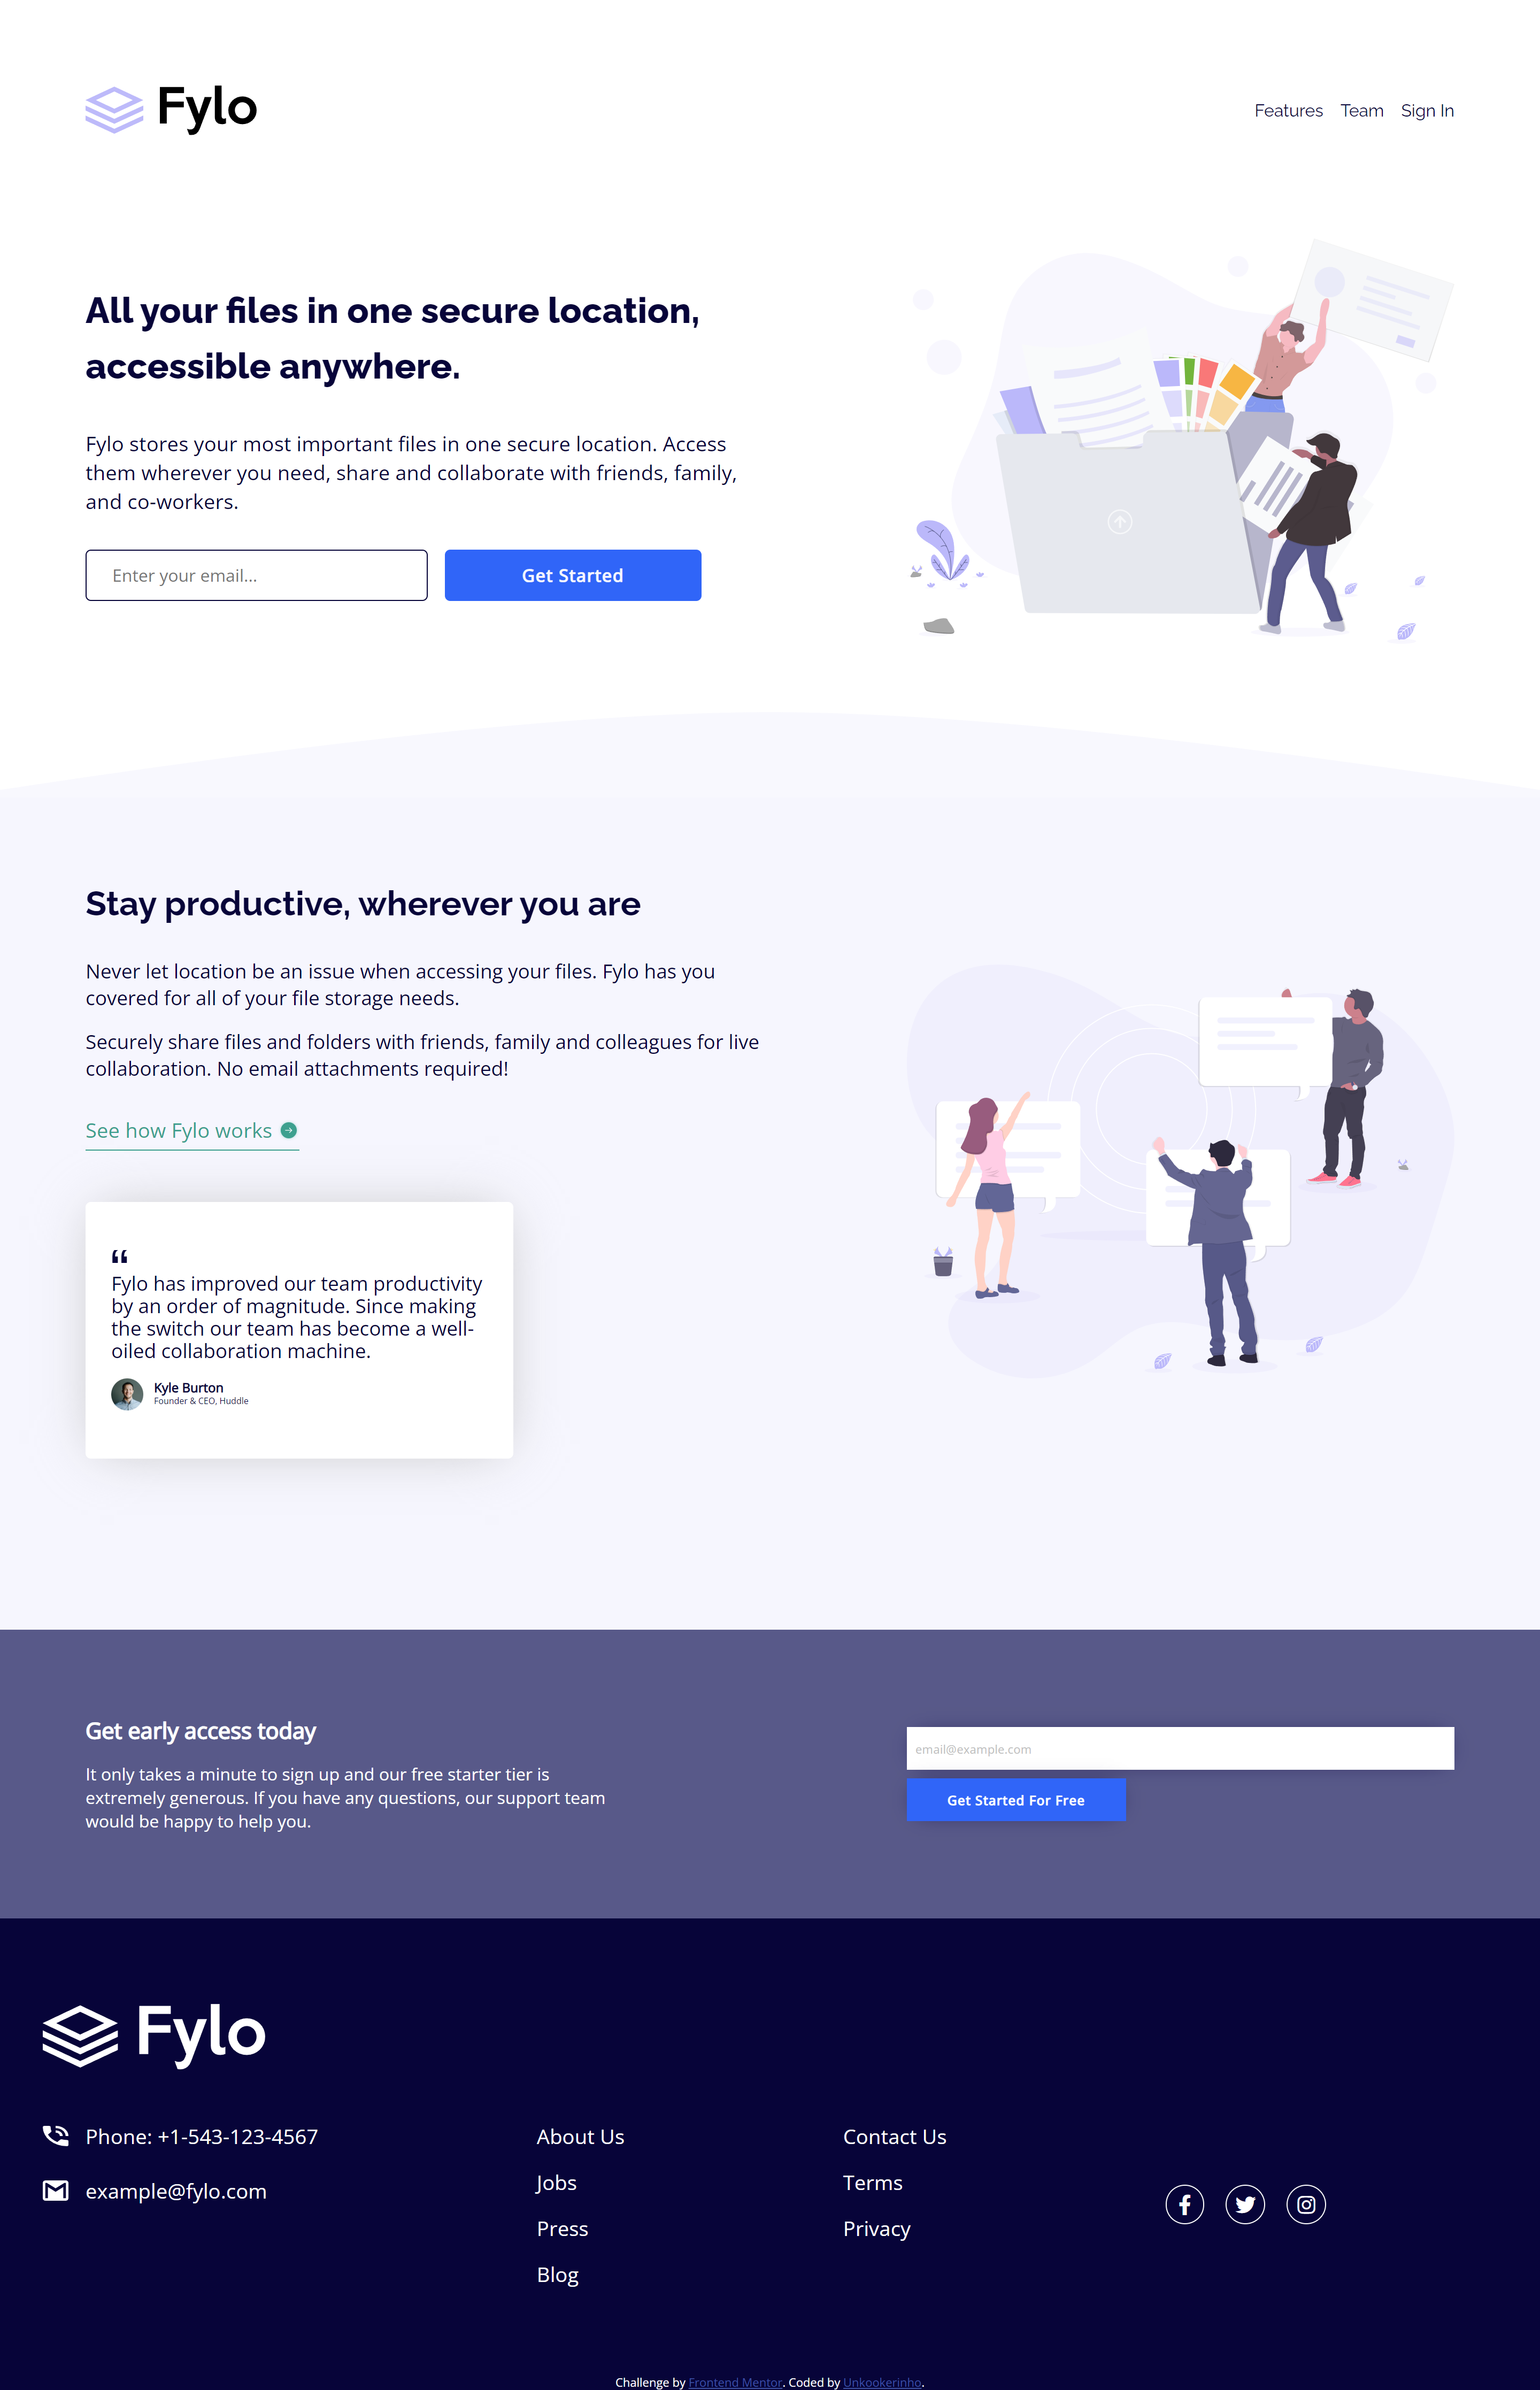 Fylo
Features Team Sign In
All your files in one secure location,
accessible anywhere.
Fylo stores your most important files in one secure location. Access
them wherever you need, share and collaborate with friends, family,
and co-workers.
Enter your email...
Get Started
Stay productive, wherever you are
Never let location be an issue when accessing your files. Fylo has you
covered for all of your file storage needs.
Securely share files and folders with friends, family and colleagues for live
collaboration. No email attachments required!
See how Fylo works
“
Fylo has improved our team productivity
by an order of magnitude. Since making
the switch our team has become a well-
oiled collaboration machine.
Kyle Burton
Founder & CEO, Huddle
Get early access today
It only takes a minute to sign up and our free starter tier is
extremely generous. If you have any questions, our support team
would be happy to help you.
email@example.com
Get Started For Free
Fylo
Phone: +1-543-123-4567
example@fylo.com
About Us
Jobs
Press
Blog
Contact Us
Terms
Privacy
Challenge by Frontend Mentor. Coded by Unkookerinho.